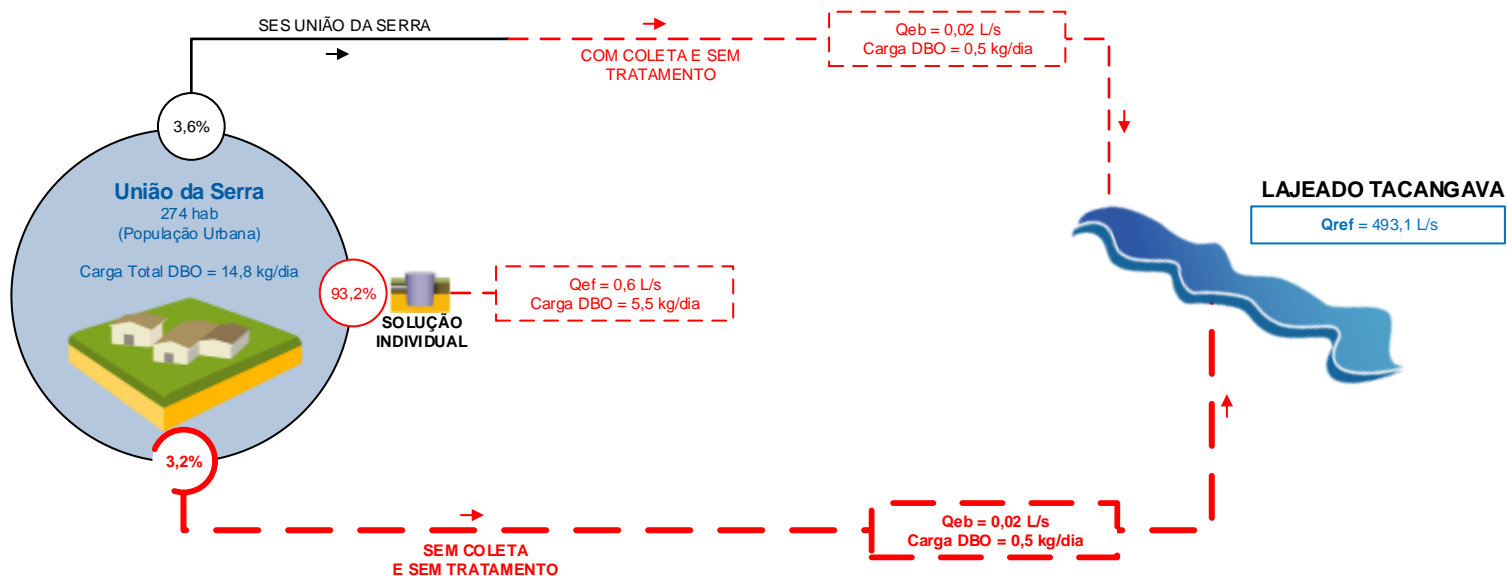 SES UNIÃO DA SERRA
COM COLETA E SEM
TRATAMENTO
Qeb = 0,02 L/s
Carga DBO = 0,5 kg/dia
3,6%
União da Serra
274 hab
(População Urbana)
Carga Total DBO = 14,8 kg/dia
93,2%
SOLUÇÃO
INDIVIDUAL
Qef = 0,6 L/s
Carga DBO = 5,5 kg/dia
LAJEADO TACANGAVA
Qref = 493,1 L/s
3,2%
SEM COLETA
E SEM TRATAMENTO
Qeb = 0,02 L/s
Carga DBO = 0,5 kg/dia